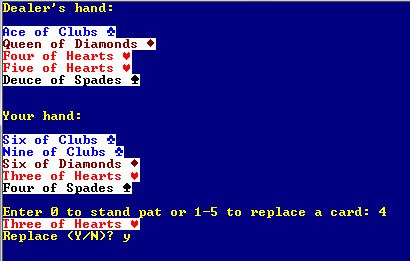 Dealer's hand:
Ace of Clubs ♣
Queen of Diamonds ♦
Four of Hearts ♥
Five of Hearts ♥
Deuce of Spades ♠
Your hand:
Six of Clubs ♣
Nine of Clubs ♣
Six of Diamonds ♦
Three of Hearts ♥
Four of Spades ♠
Enter 0 to stand pat or 1-5 to replace a card: 4
Three of Hearts ♥
Replace (Y/N)? y